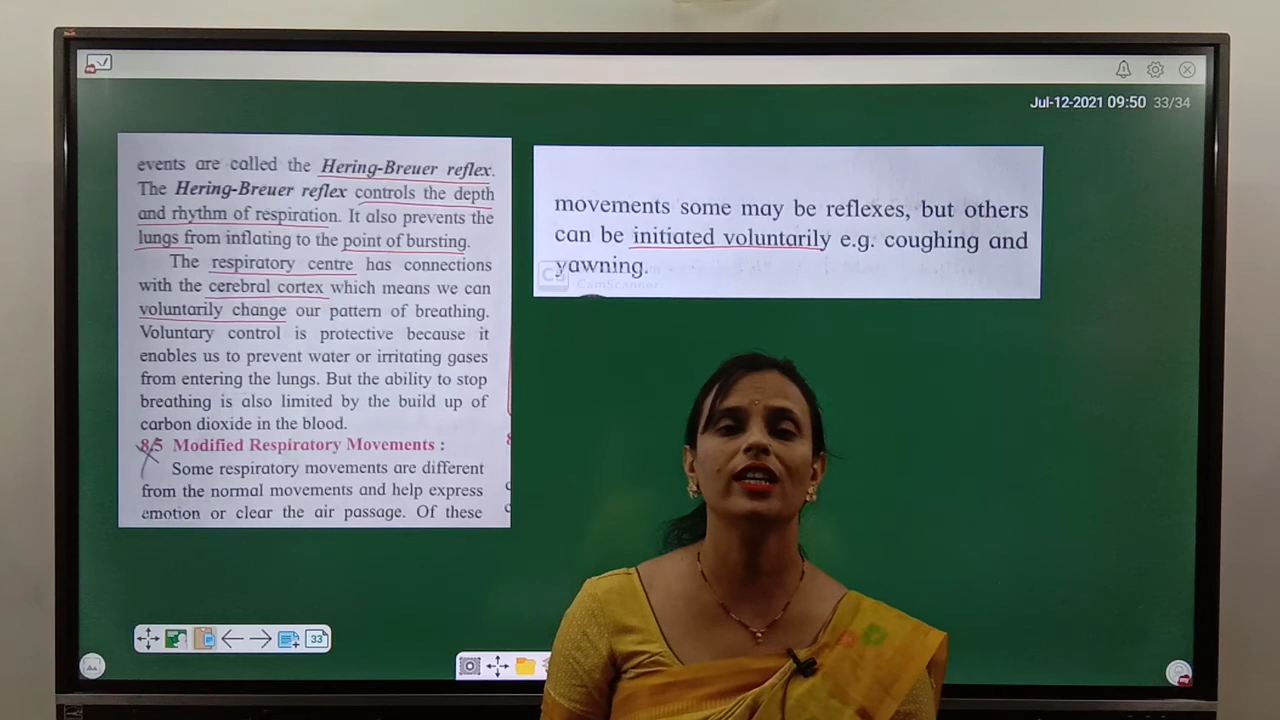 Jul-12-2021 09:50 33/34
events are called the Hering-Breuer reflex.
The Hering-Breuer reflex controls the depth
and rhythm of respiration. It also prevents the
lungs from inflating to the point of bursting.
The respiratory centre has connections
with the cerebral cortex which means we can
voluntarily change our pattern of breathing.
Voluntary control is protective because it
enables us to prevent water or irritating gases
from entering the lungs. But the ability to stop
breathing is also limited by the build up of
carbon dioxide in the blood.
8.5 Modified Respiratory Movements :
Some respiratory movements are different
from the normal movements and help express
emotion or clear the air passage. Of these
movements some may be reflexes, but others
can be initiated voluntarily e.g. coughing and
yawning.
CS CamScanner
33